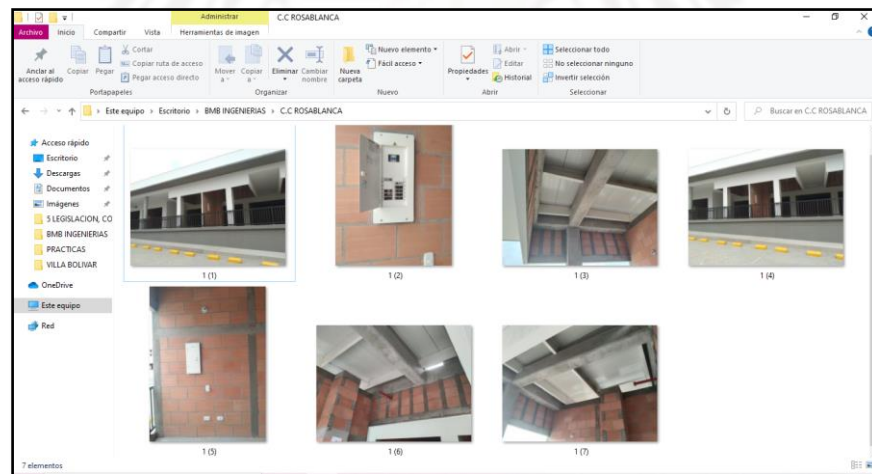 Administrar
C.C ROSABLANCA
Archivo Inicio Compartir Vista Herramientas de imagen
Anclar al acceso rápido
Copiar
Pegar
Cortar
Copiar ruta de acceso
Pegar acceso directo
Portapapeles
Mover a
Copiar a
Eliminar
Cambiar nombre
Organizar
Nueva carpeta
Nuevo elemento
Fácil acceso
Nuevo
Propiedades
Abrir
Editar
Historial
Abrir
Seleccionar todo
No seleccionar ninguno
Invertir selección
Seleccionar
Este equipo > Escritorio > BMB INGENIERIAS > C.C ROSABLANCA
Buscar en C.C ROSABLANCA
Acceso rápido
Escritorio
Descargas
Documentos
Imágenes
5 LEGISLACION, CO
BMB INGENIERIAS
PRACTICAS
VILLA BOLIVAR
OneDrive
Este equipo
Red
1 (1)
1 (2)
1 (3)
1 (4)
1 (5)
1 (6)
1 (7)
7 elementos